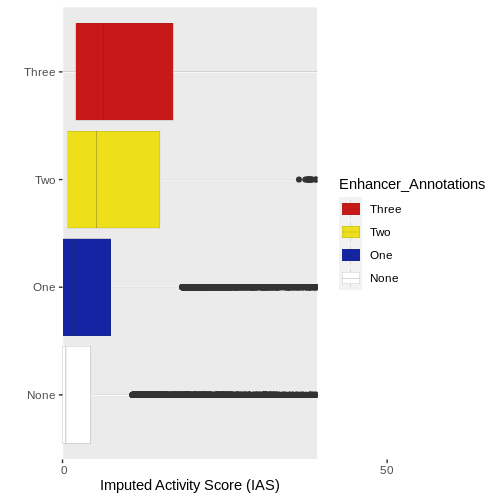 Three
Two
One
None
0
50
Imputed Activity Score (IAS)
Enhancer_Annotations
Three
Two
One
None